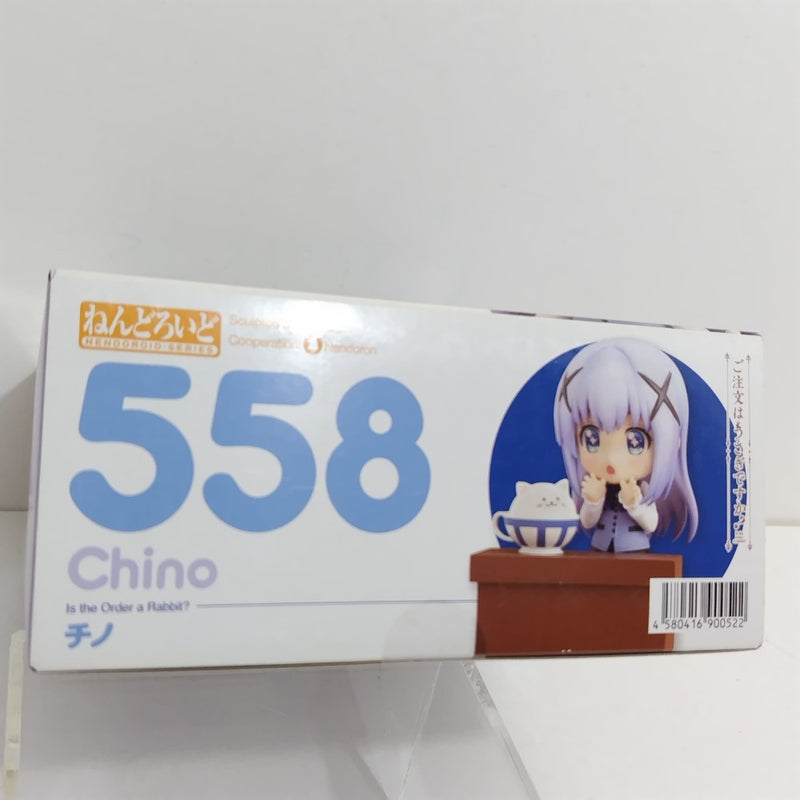 ねんどろいど
NENDOROID SERIES
Cooperation: Nendoron
558
Chino
Is the Order a Rabbit?
チノ
ご注文はうさぎですか？
4 580416 900522